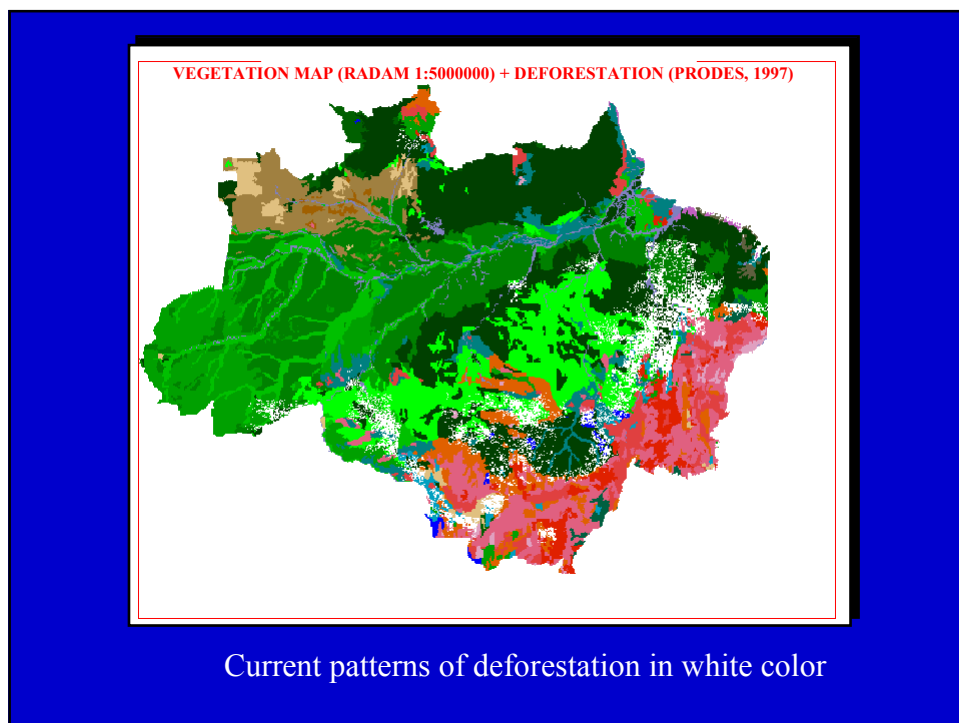 VEGETATION MAP (RADAM 1:5000000) + DEFORESTATION (PRODES, 1997)
Current patterns of deforestation in white color